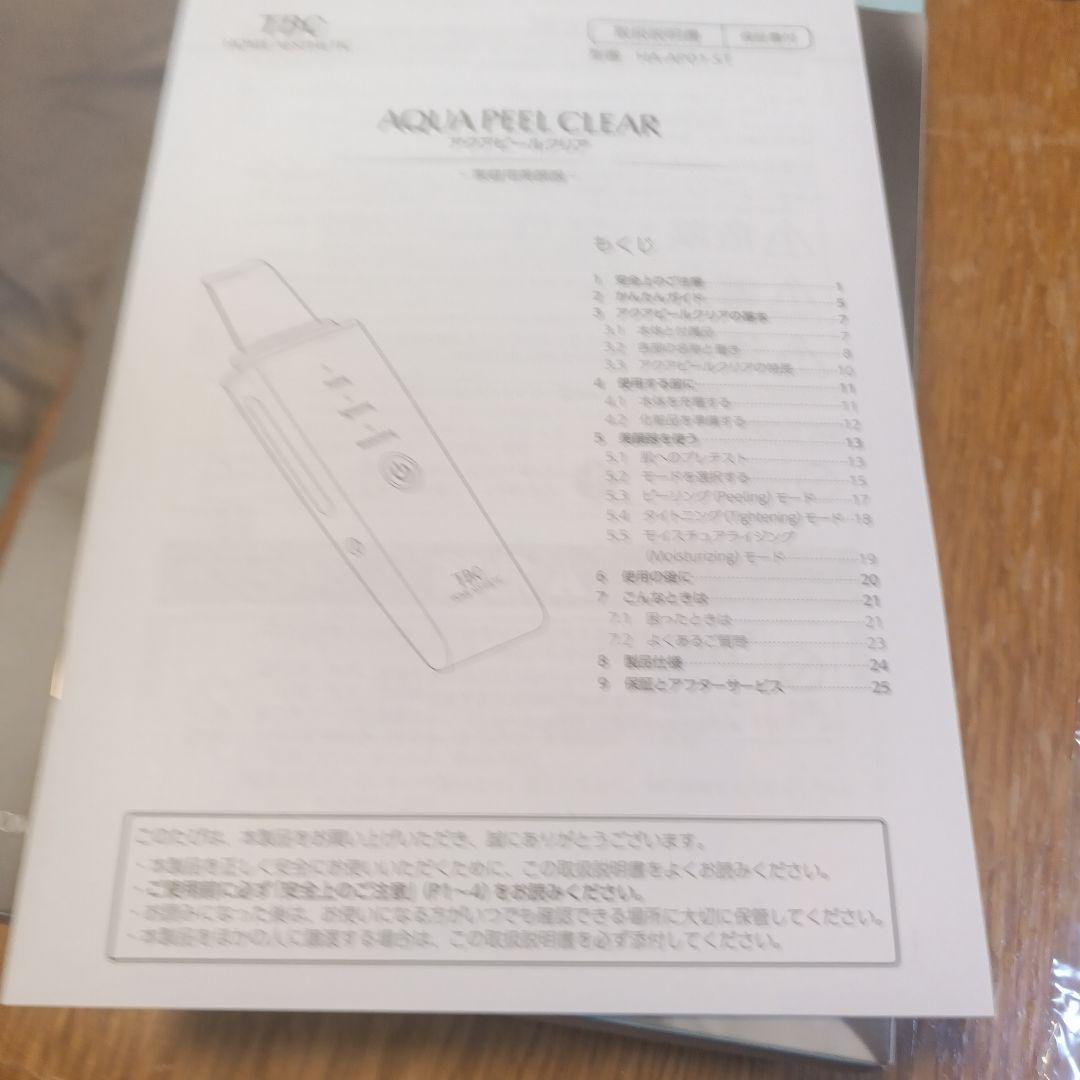 TBC
HOME AESTHETIC
取扱説明書 保証書付
型番 HA-AP01-ST
AQUA PEEL CLEAR
アクアピールクリア
~ 家庭用美顔器 ~
もくじ
1 安全上のご注意 1
2 かんたんガイド 5
3 アクアピールクリアの基本 7
3.1 本体と付属品 7
3.2 各部の名称と働き 8
3.3 アクアピールクリアの特長 10
4 使用する前に 11
4.1 本体を充電する 11
4.2 化粧品を準備する 12
5 美顔器を使う 13
5.1 肌へのプレテスト 13
5.2 モードを選択する 15
5.3 ピーリング (Peeling) モード 17
5.4 タイトニング (Tightening) モード 18
5.5 モイスチュアライジング
(Moisturizing) モード 19
6 使用の後に 20
7 こんなときは 21
7.1 困ったときは 21
7.2 よくあるご質問 23
8 製品仕様 24
9 保証とアフターサービス 25
TBC
このたびは、本製品をお買い上げいただき、誠にありがとうございます。
・本製品を正しく安全にお使いいただくために、この取扱説明書をよくお読みください。
・ご使用前に必ず「安全上のご注意」(P1～4) をお読みください。
・お読みになった後は、お使いになる方がいつでも確認できる場所に大切に保管してください。
・本製品をほかの人に譲渡する場合は、この取扱説明書を必ず添付してください。